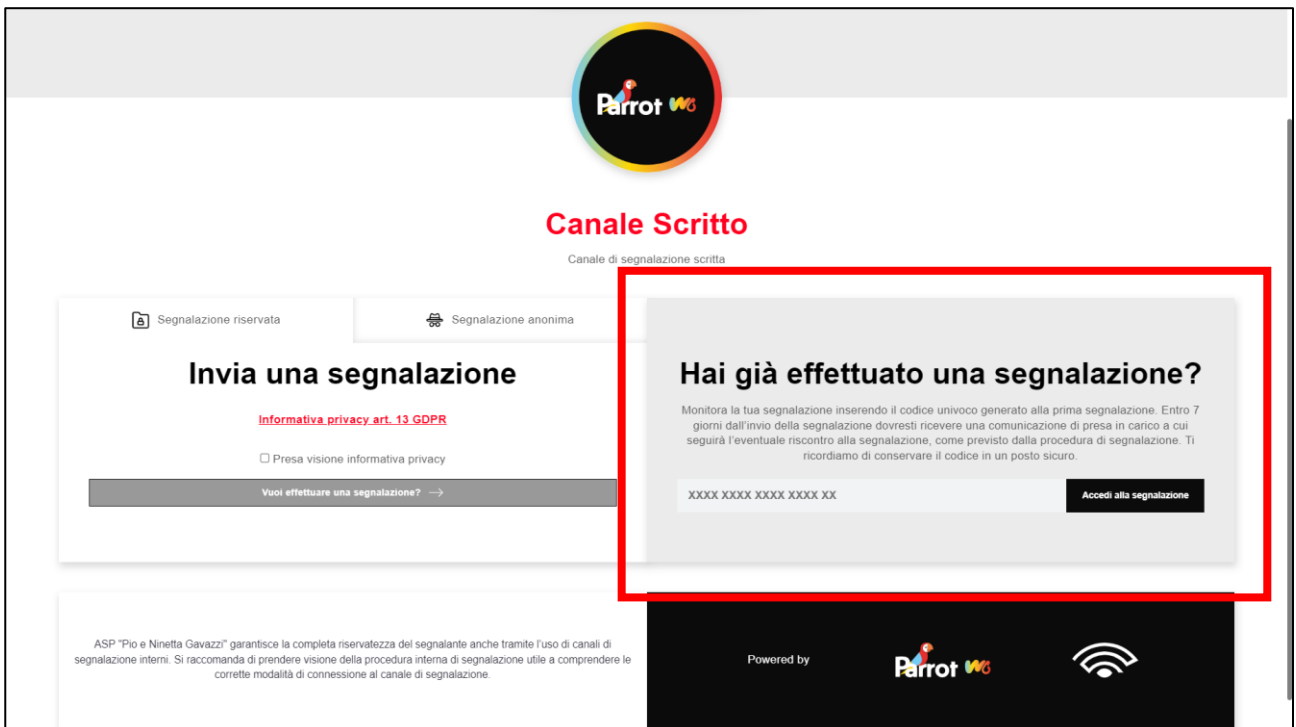 Parrot WB
Canale Scritto
Canale di segnalazione scritta
Segnalazione riservata
Segnalazione anonima
Invia una segnalazione
Informativa privacy art. 13 GDPR
Presa visione informativa privacy
Vuoi effettuare una segnalazione?
Hai già effettuato una segnalazione?
Monitora la tua segnalazione inserendo il codice univoco generato alla prima segnalazione. Entro 7
giorni dall'invio della segnalazione dovresti ricevere una comunicazione di presa in carico a cui
seguirà l'eventuale riscontro alla segnalazione, come previsto dalla procedura di segnalazione. Ti
ricordiamo di conservare il codice in un posto sicuro.
XXXX XXXX XXXX XXXX XX
Accedi alla segnalazione
ASP "Pio e Ninetta Gavazzi" garantisce la completa riservatezza del segnalante anche tramite l'uso di canali di
segnalazione interni. Si raccomanda di prendere visione della procedura interna di segnalazione utile a comprendere le
corrette modalità di connessione al canale di segnalazione.
Powered by
Parrot WB